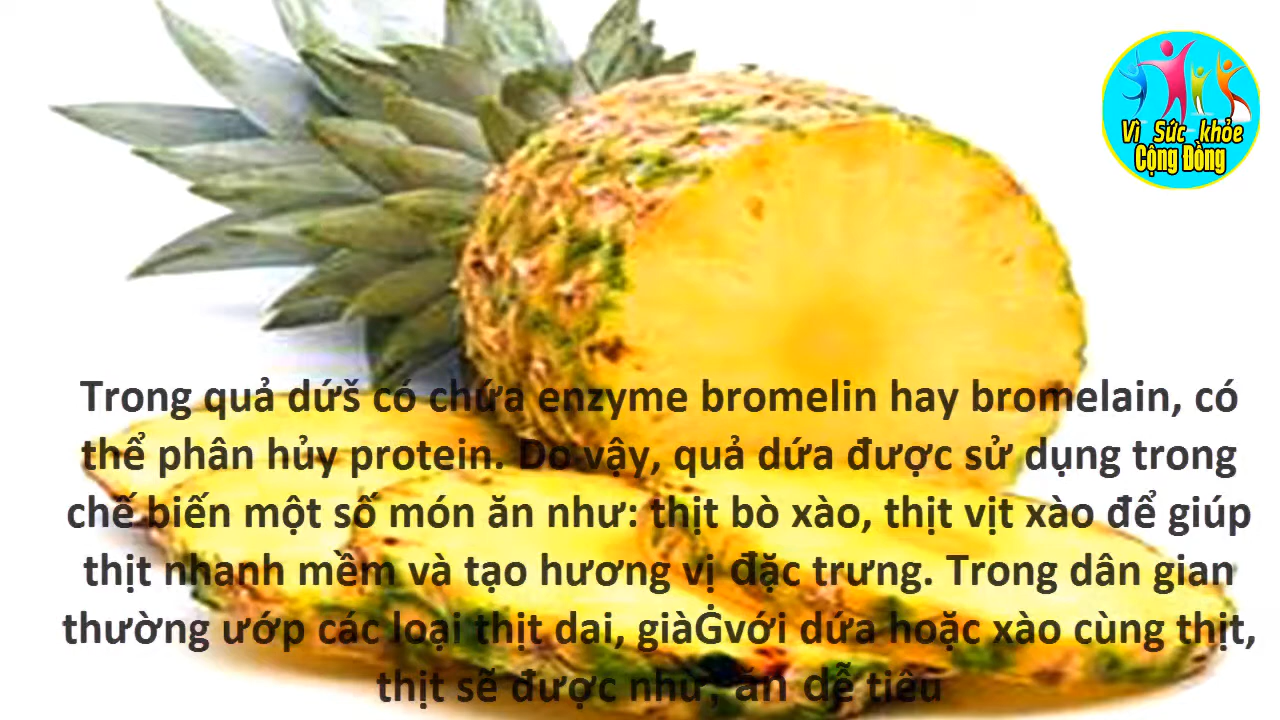 Vì Sức khỏe
Cộng Đồng
Trong quả dứš có chứa enzyme bromelin hay bromelain, có
thể phân hủy protein. Do vậy, quả dứa được sử dụng trong
chế biến một số món ăn như: thịt bò xào, thịt vịt xào để giúp
thịt nhanh mềm và tạo hương vị đặc trưng. Trong dân gian
thường ướp các loại thịt dai, giàĠvới dứa hoặc xào cùng thịt,
thịt sẽ được nhừ, ăn dễ tiêu